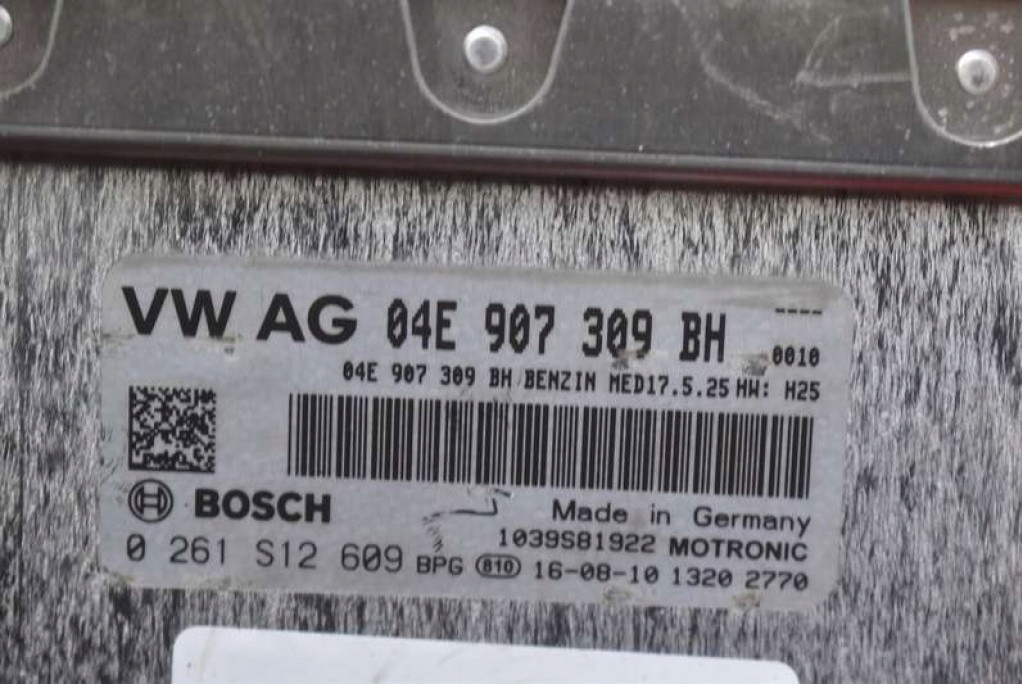 VW AG 04E 907 309 BH ----
0010
04E 907 309 BH BENZIN MED17.5.25 HW: H25
BOSCH
Made in Germany
1039S81922 MOTRONIC
0 261 S12 609 BPG 810 16-08-10 1320 2770